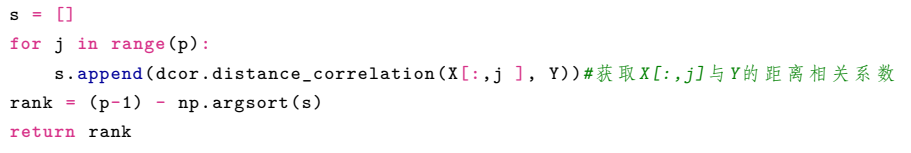 s = []
for j in range(p):
    s.append(dcor.distance_correlation(X[:,j ], Y))#获取X[:,j]与Y的距离相关系数
rank = (p-1) - np.argsort(s)
return rank